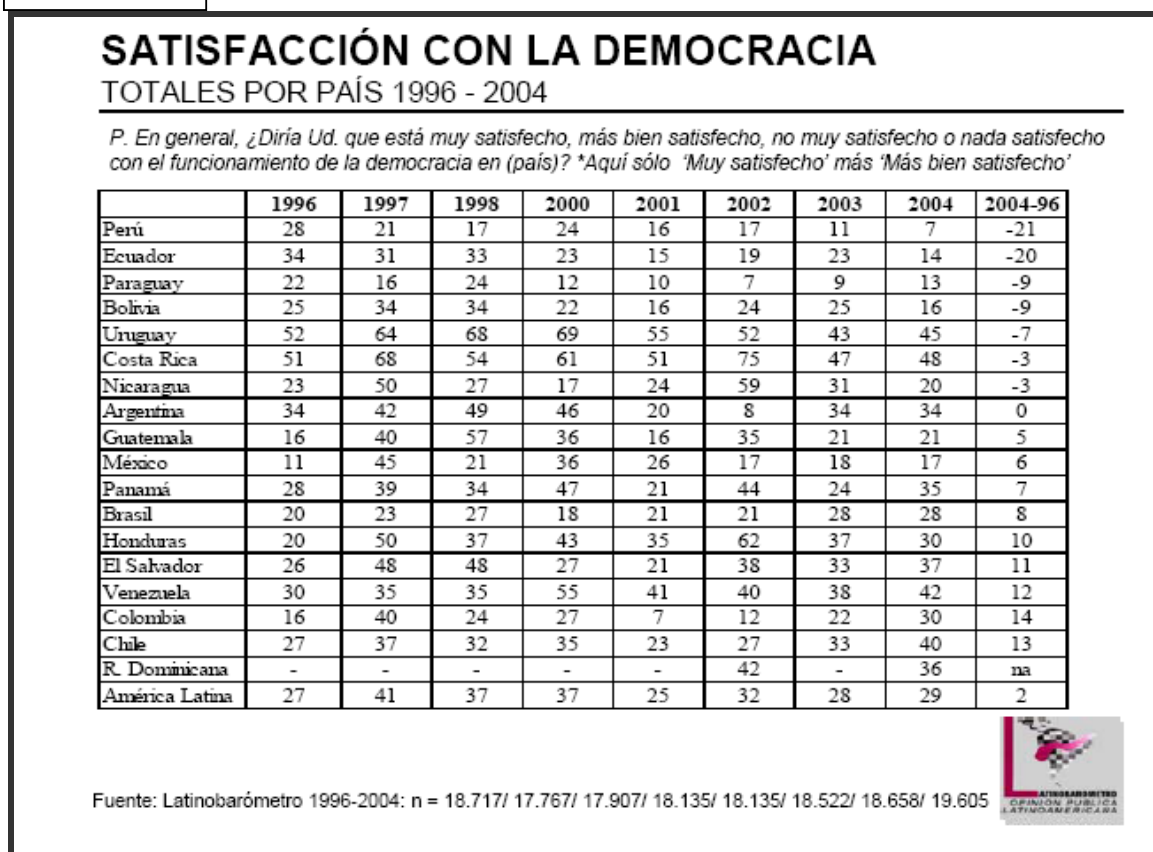 SATISFACCIÓN CON LA DEMOCRACIA
TOTALES POR PAÍS 1996 - 2004
P. En general, ¿Diría Ud. que está muy satisfecho, más bien satisfecho, no muy satisfecho o nada satisfecho
con el funcionamiento de la democracia en (país)? *Aquí sólo 'Muy satisfecho' más 'Más bien satisfecho'
1996 1997 1998 2000 2001 2002 2003 2004 2004-96
Perú 28 21 17 24 16 17 11 7 -21
Ecuador 34 31 33 23 15 19 23 14 -20
Paraguay 22 16 24 12 10 7 9 13 -9
Bolivia 25 34 34 22 16 24 25 16 -9
Uruguay 52 64 68 69 55 52 43 45 -7
Costa Rica 51 68 54 61 51 75 47 48 -3
Nicaragua 23 50 27 17 24 59 31 20 -3
Argentina 34 42 49 46 20 8 34 34 0
Guatemala 16 40 57 36 16 35 21 21 5
México 11 45 21 36 26 17 18 17 6
Panamá 28 39 34 47 21 44 24 35 7
Brasil 20 23 27 18 21 21 28 28 8
Honduras 20 50 37 43 35 62 37 30 10
El Salvador 26 48 48 27 21 38 33 37 11
Venezuela 30 35 35 55 41 40 38 42 12
Colombia 16 40 24 27 7 12 22 30 14
Chile 27 37 32 35 23 27 33 40 13
R. Dominicana - - - - - 42 - 36 na
América Latina 27 41 37 37 25 32 28 29 2
Fuente: Latinobarómetro 1996-2004: n = 18.717/ 17.767/ 17.907/ 18.135/ 18.135/ 18.522/ 18.658/ 19.605
LATINOBAROMETRO
OPINION PUBLICA
LATINOAMERICANA